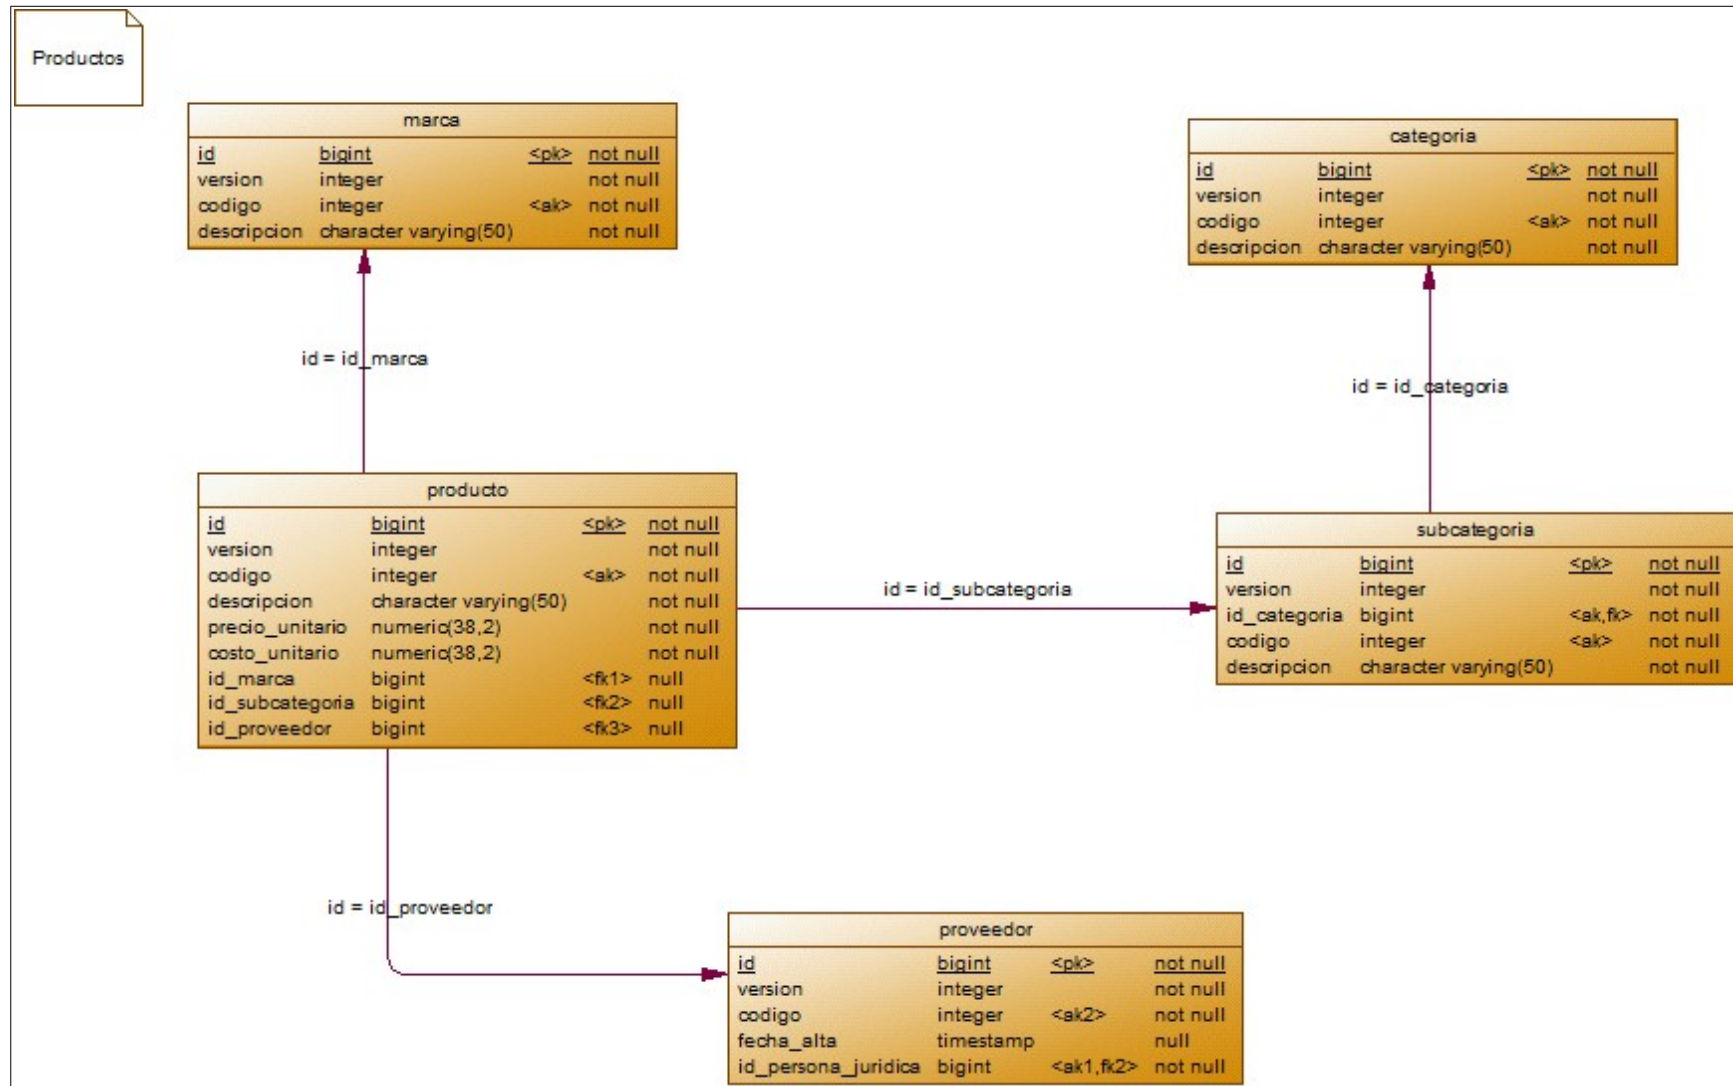 Productos
marca
id bigint <pk> not null
version integer not null
codigo integer <ak> not null
descripcion character varying(50) not null
categoria
id bigint <pk> not null
version integer not null
codigo integer <ak> not null
descripcion character varying(50) not null
id = id_marca
id = id_categoria
producto
id bigint <pk> not null
version integer not null
codigo integer <ak> not null
descripcion character varying(50) not null
precio_unitario numeric(38,2) not null
costo_unitario numeric(38,2) not null
id_marca bigint <fk1> null
id_subcategoria bigint <fk2> null
id_proveedor bigint <fk3> null
id = id_subcategoria
subcategoria
id bigint <pk> not null
version integer not null
id_categoria bigint <ak,fk> not null
codigo integer <ak> not null
descripcion character varying(50) not null
id = id_proveedor
proveedor
id bigint <pk> not null
version integer not null
codigo integer <ak2> not null
fecha_alta timestamp null
id_persona_juridica bigint <ak1,fk2> not null